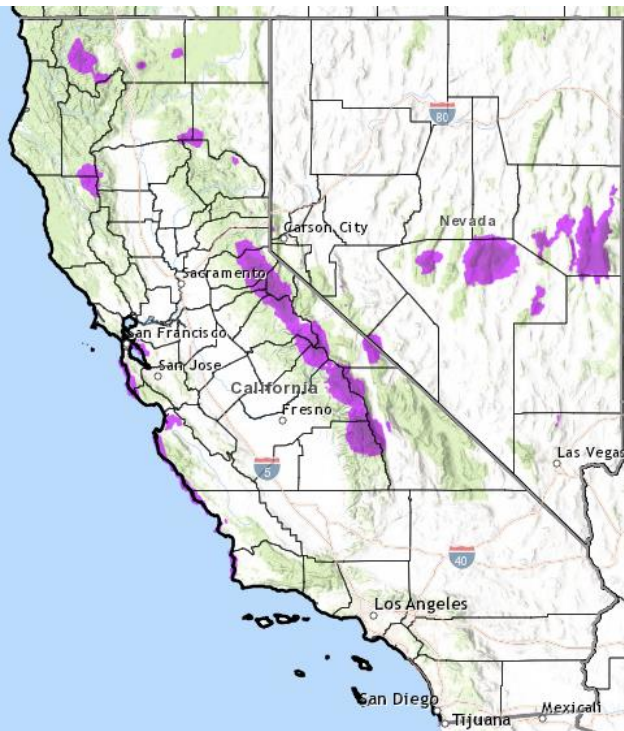 80
Nevada
Carson City
Sacramento
San Francisco
San Jose
California
Fresno
5
Las Vegas
40
Los Angeles
San Diego
Tijuana
Mexicali